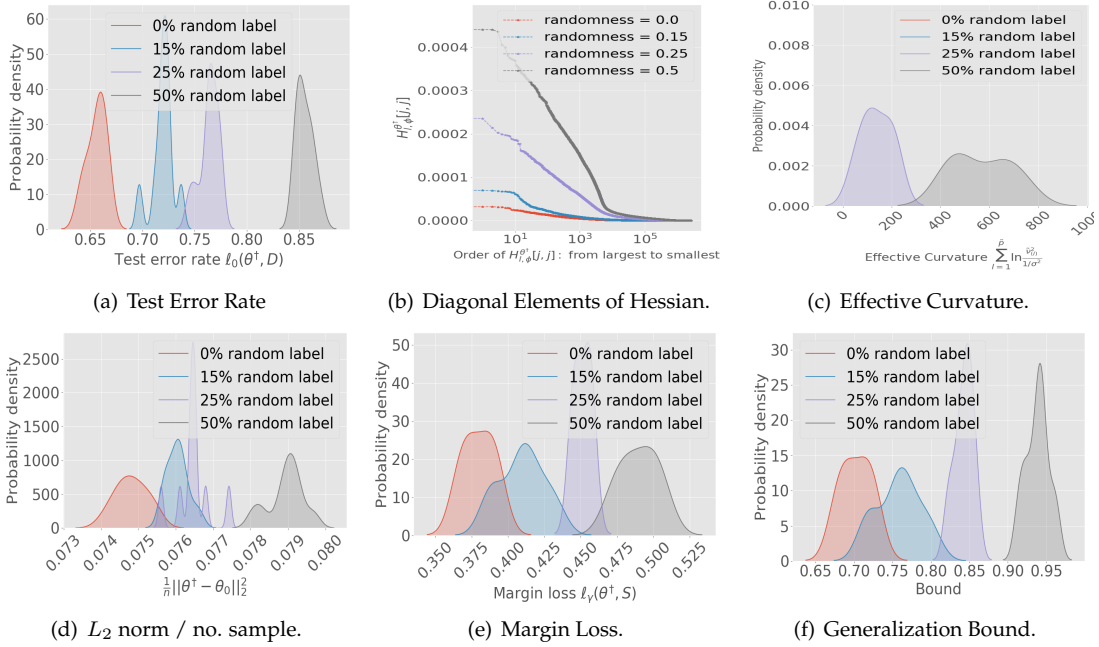 60
50
40
30
20
10
0
Probability density
0% random label
15% random label
25% random label
50% random label
0.65 0.70 0.75 0.80 0.85
Test error rate ℓ₀(θ†, D)
(a) Test Error Rate
0.0004
0.0003
0.0002
0.0001
0.0000
randomness = 0.0
randomness = 0.15
randomness = 0.25
randomness = 0.5
10¹ 10³ 10⁵
Order of H_{l,ϕ}^{θ†}[j, j]: from largest to smallest
H_{l,ϕ}^{θ†}[j, j]
(b) Diagonal Elements of Hessian.
0.010
0.008
0.006
0.004
0.002
0.000
Probability density
0% random label
15% random label
25% random label
50% random label
0 200 400 600 800 1000
(c) Effective Curvature.
2500
2000
1500
1000
500
0
Probability density
0% random label
15% random label
25% random label
50% random label
0.073 0.074 0.075 0.076 0.077 0.078 0.079 0.080
1/n ||θ† − θ₀||₂²
(d) L₂ norm / no. sample.
50
40
30
20
10
0
Probability density
0% random label
15% random label
25% random label
50% random label
0.350 0.375 0.400 0.425 0.450 0.475 0.500 0.525
Margin loss ℓᵧ(θ†, S)
(e) Margin Loss.
30
25
20
15
10
5
0
Probability density
0% random label
15% random label
25% random label
50% random label
0.65 0.70 0.75 0.80 0.85 0.90 0.95
Bound
(f) Generalization Bound.